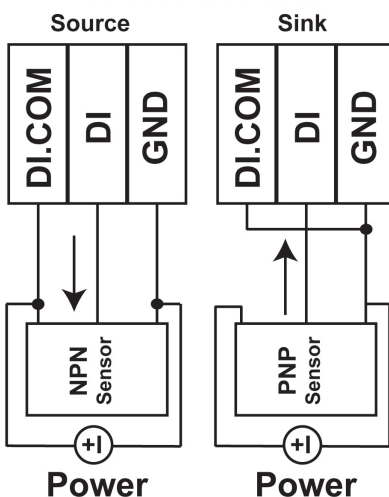 Source
DI.COM
DI
GND
NPN
Sensor
+I
Power
Sink
DI.COM
DI
GND
PNP
Sensor
+I
Power